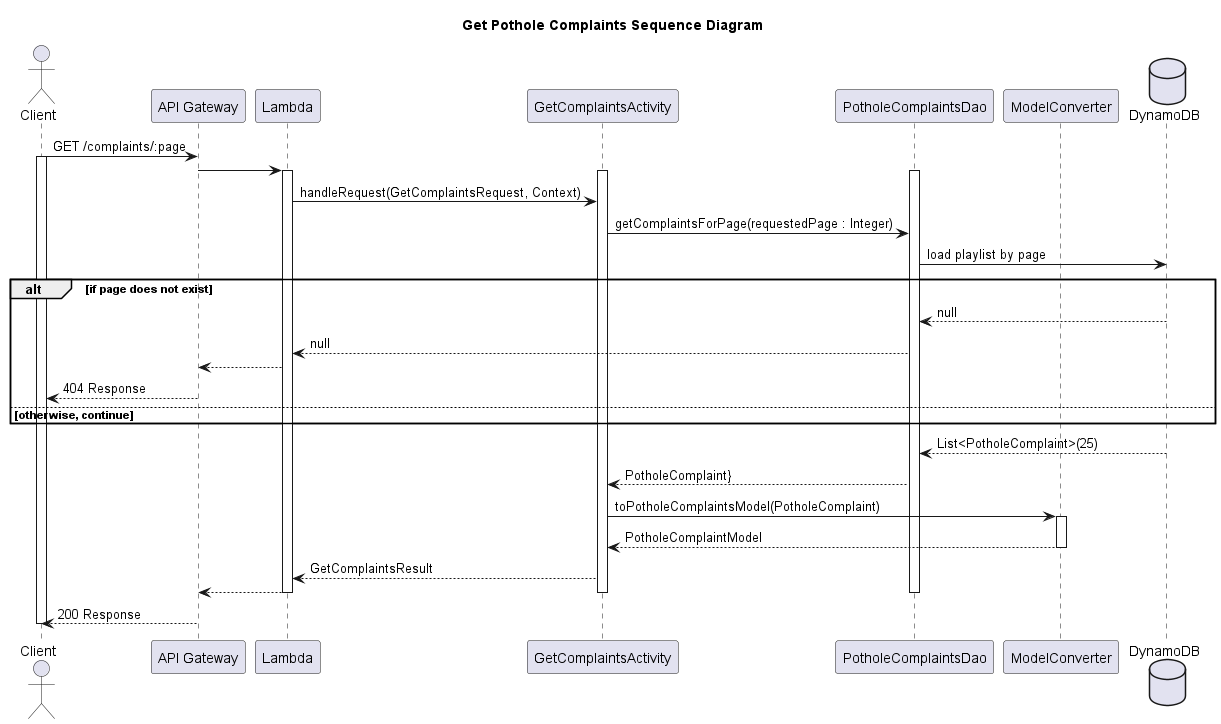 Get Pothole Complaints Sequence Diagram
Client
API Gateway
Lambda
GetComplaintsActivity
PotholeComplaintsDao
ModelConverter
DynamoDB
GET /complaints/:page
handleRequest(GetComplaintsRequest, Context)
getComplaintsForPage(requestedPage : Integer)
load playlist by page
alt
[if page does not exist]
null
null
404 Response
[otherwise, continue]
List<PotholeComplaint>(25)
PotholeComplaint}
toPotholeComplaintsModel(PotholeComplaint)
PotholeComplaintModel
GetComplaintsResult
200 Response
Client
API Gateway
Lambda
GetComplaintsActivity
PotholeComplaintsDao
ModelConverter
DynamoDB